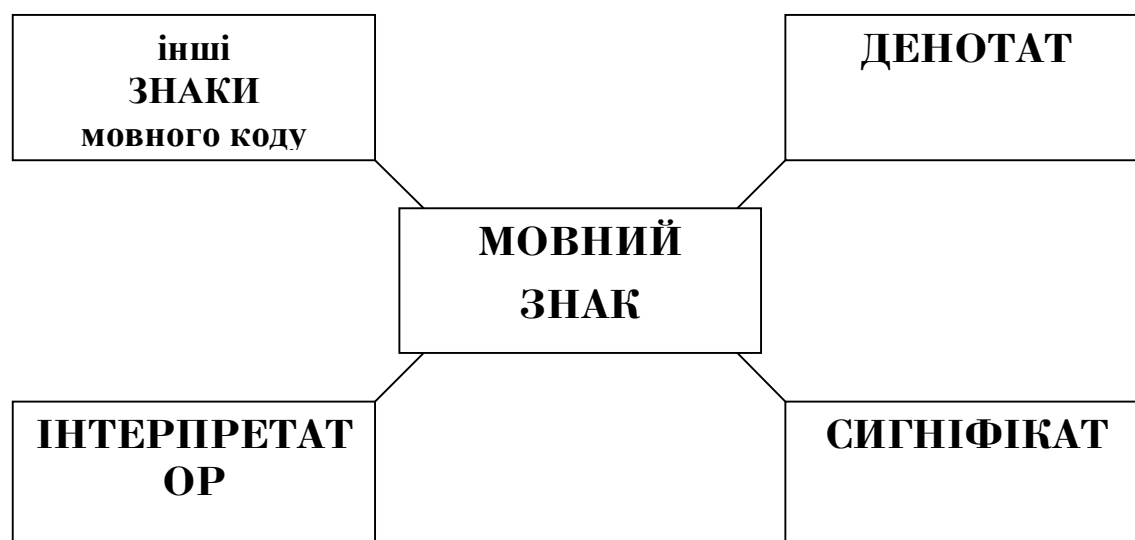 інші
ЗНАКИ
мовного коду
ДЕНОТАТ
МОВНИЙ
ЗНАК
ІНТЕРПРЕТАТ
ОР
СИГНІФІКАТ